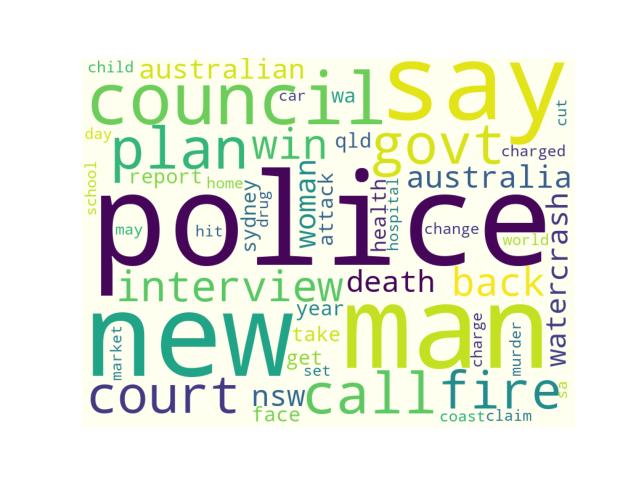 child australian
council say
car wa cut
day plan win qldgovt charged
school report home sydney drug woman attack health hospital australia
police
may hit change world
water crash
interview death back
new year man
market take get set charge murder sa
court nsw call fire
face coast claim